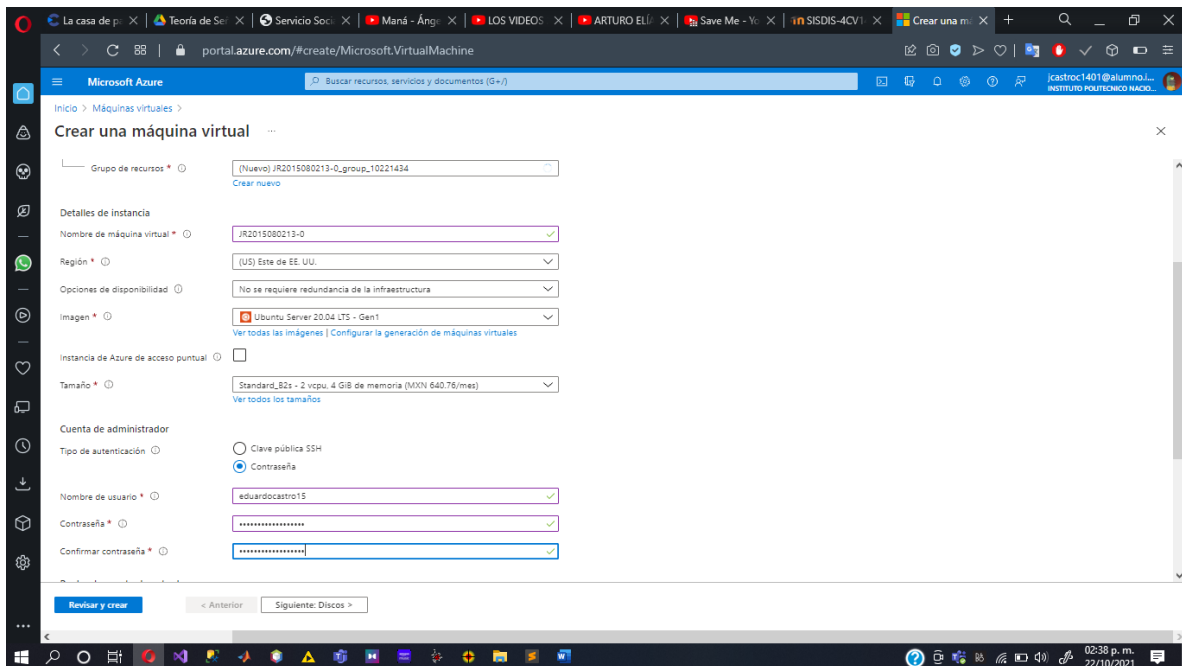 La casa de pa
Teoría de Señ
Servicio Soci
Maná - Ánge
LOS VIDEOS
ARTURO ELÍA
Save Me - Yo
SISDIS-4CV1
Crear una má
portal.azure.com/#create/Microsoft.VirtualMachine
Microsoft Azure
Buscar recursos, servicios y documentos (G+/)
jcastroc1401@alumno.i...
INSTITUTO POLITECNICO NACIO...
Inicio > Máquinas virtuales >
Crear una máquina virtual ...
Grupo de recursos *
(Nuevo) JR2015080213-0_group_10221434
Crear nuevo
Detalles de instancia
Nombre de máquina virtual *
JR2015080213-0
Región *
(US) Este de EE. UU.
Opciones de disponibilidad
No se requiere redundancia de la infraestructura
Imagen *
Ubuntu Server 20.04 LTS - Gen1
Ver todas las imágenes | Configurar la generación de máquinas virtuales
Instancia de Azure de acceso puntual
Tamaño *
Standard_B2s - 2 vcpu, 4 GiB de memoria (MXN 640.76/mes)
Ver todos los tamaños
Cuenta de administrador
Tipo de autenticación
Clave pública SSH
Contraseña
Nombre de usuario *
eduardocastro15
Contraseña *
Confirmar contraseña *
Revisar y crear
< Anterior
Siguiente: Discos >
02:38 p. m.
22/10/2021